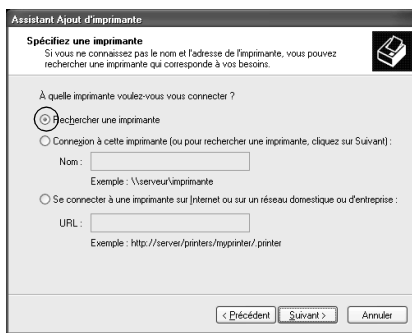 Assistant Ajout d'imprimante
Spécifiez une imprimante
Si vous ne connaissez pas le nom et l'adresse de l'imprimante, vous pouvez
rechercher une imprimante qui corresponde à vos besoins.
À quelle imprimante voulez-vous vous connecter ?
Rechercher une imprimante
Connexion à cette imprimante (ou pour rechercher une imprimante, cliquez sur Suivant) :
Nom :
Exemple : \\serveur\imprimante
Se connecter à une imprimante sur Internet ou sur un réseau domestique ou d'entreprise :
URL :
Exemple : http://server/printers/myprinter/.printer
< Précédent Suivant > Annuler